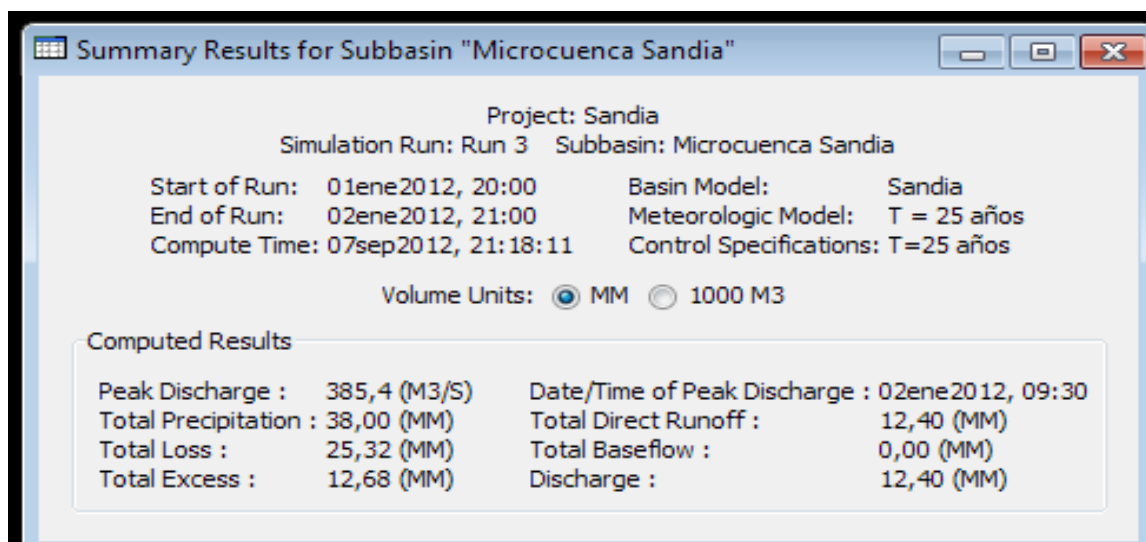 Summary Results for Subbasin "Microcuenca Sandia"
Project: Sandia
Simulation Run: Run 3 Subbasin: Microcuenca Sandia
Start of Run: 01ene2012, 20:00 Basin Model: Sandia
End of Run: 02ene2012, 21:00 Meteorologic Model: T = 25 años
Compute Time: 07sep2012, 21:18:11 Control Specifications: T=25 años
Volume Units: MM 1000 M3
Computed Results
Peak Discharge : 385,4 (M3/S) Date/Time of Peak Discharge : 02ene2012, 09:30
Total Precipitation : 38,00 (MM) Total Direct Runoff : 12,40 (MM)
Total Loss : 25,32 (MM) Total Baseflow : 0,00 (MM)
Total Excess : 12,68 (MM) Discharge : 12,40 (MM)